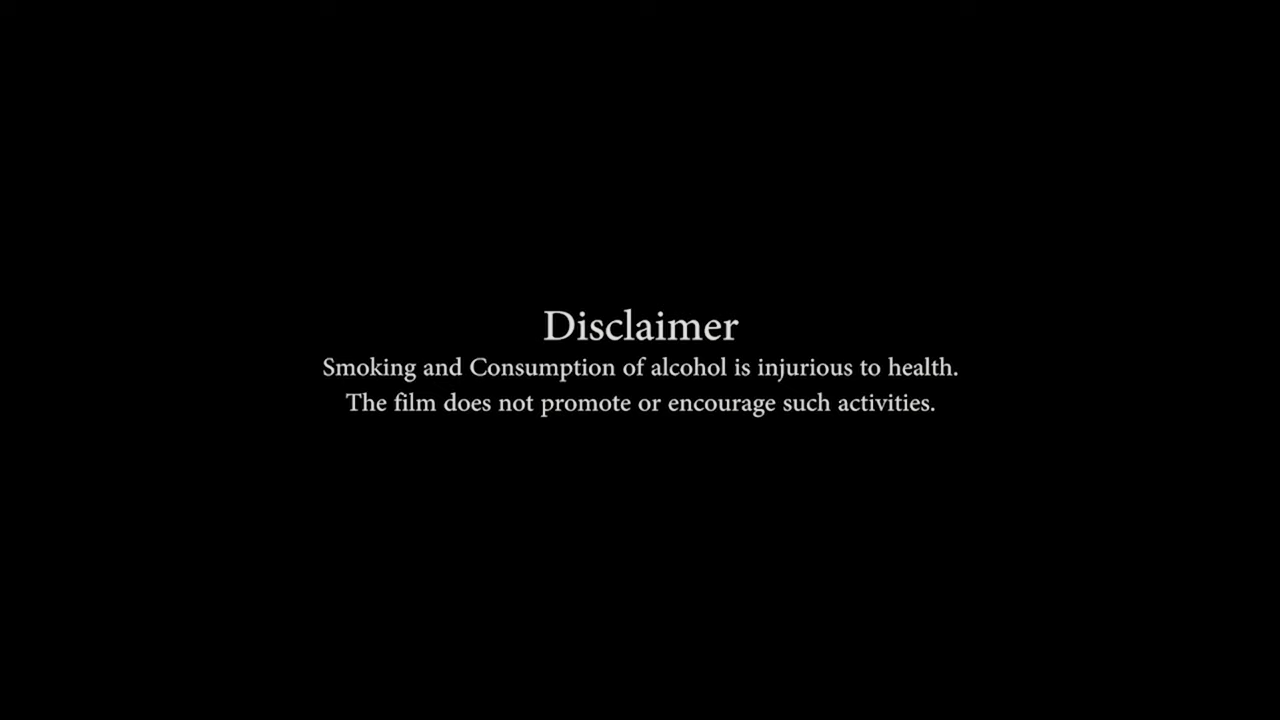 Disclaimer
Smoking and Consumption of alcohol is injurious to health.
The film does not promote or encourage such activities.